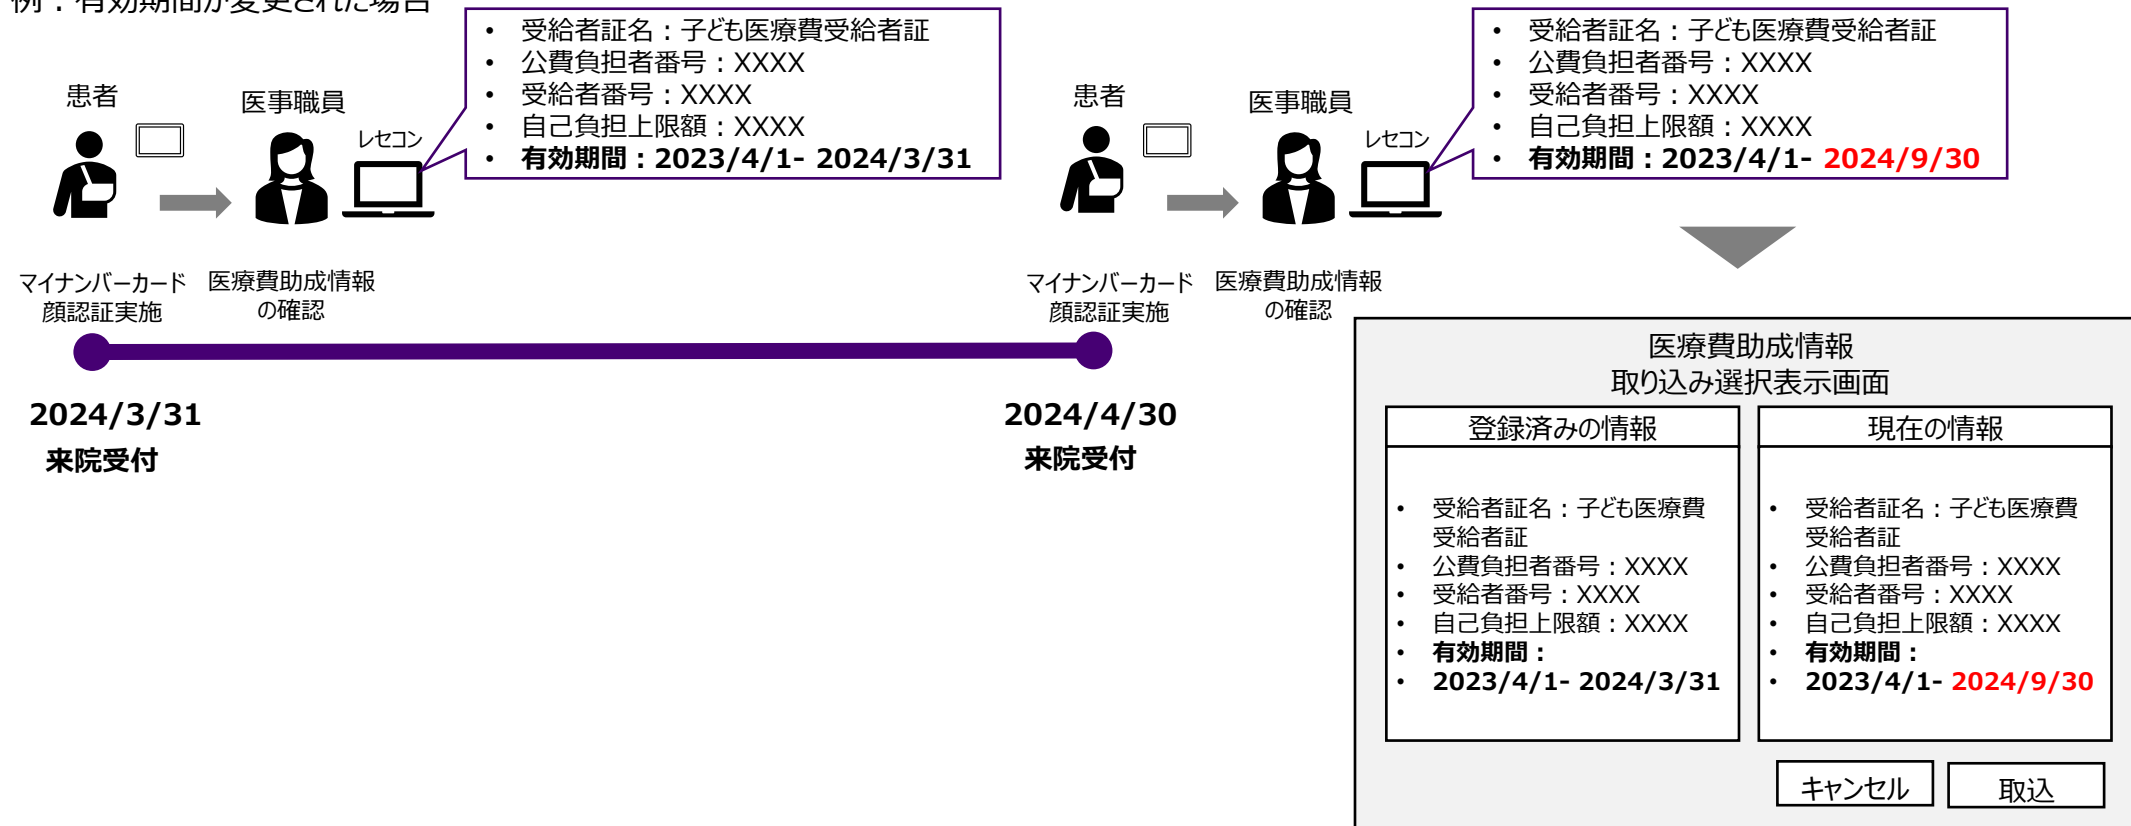 例：有効期間が変更された場合
患者
医事職員
レセコン
• 受給者証名：子ども医療費受給者証
• 公費負担者番号：XXXX
• 受給者番号：XXXX
• 自己負担上限額：XXXX
• 有効期間：2023/4/1- 2024/3/31
マイナンバーカード
顔認証実施
医療費助成情報
の確認
2024/3/31
来院受付
患者
医事職員
レセコン
• 受給者証名：子ども医療費受給者証
• 公費負担者番号：XXXX
• 受給者番号：XXXX
• 自己負担上限額：XXXX
• 有効期間：2023/4/1- 2024/9/30
マイナンバーカード
顔認証実施
医療費助成情報
の確認
2024/4/30
来院受付
医療費助成情報
取り込み選択表示画面
登録済みの情報
• 受給者証名：子ども医療費
受給者証
• 公費負担者番号：XXXX
• 受給者番号：XXXX
• 自己負担上限額：XXXX
• 有効期間：
• 2023/4/1- 2024/3/31
現在の情報
• 受給者証名：子ども医療費
受給者証
• 公費負担者番号：XXXX
• 受給者番号：XXXX
• 自己負担上限額：XXXX
• 有効期間：
• 2023/4/1- 2024/9/30
キャンセル
取込